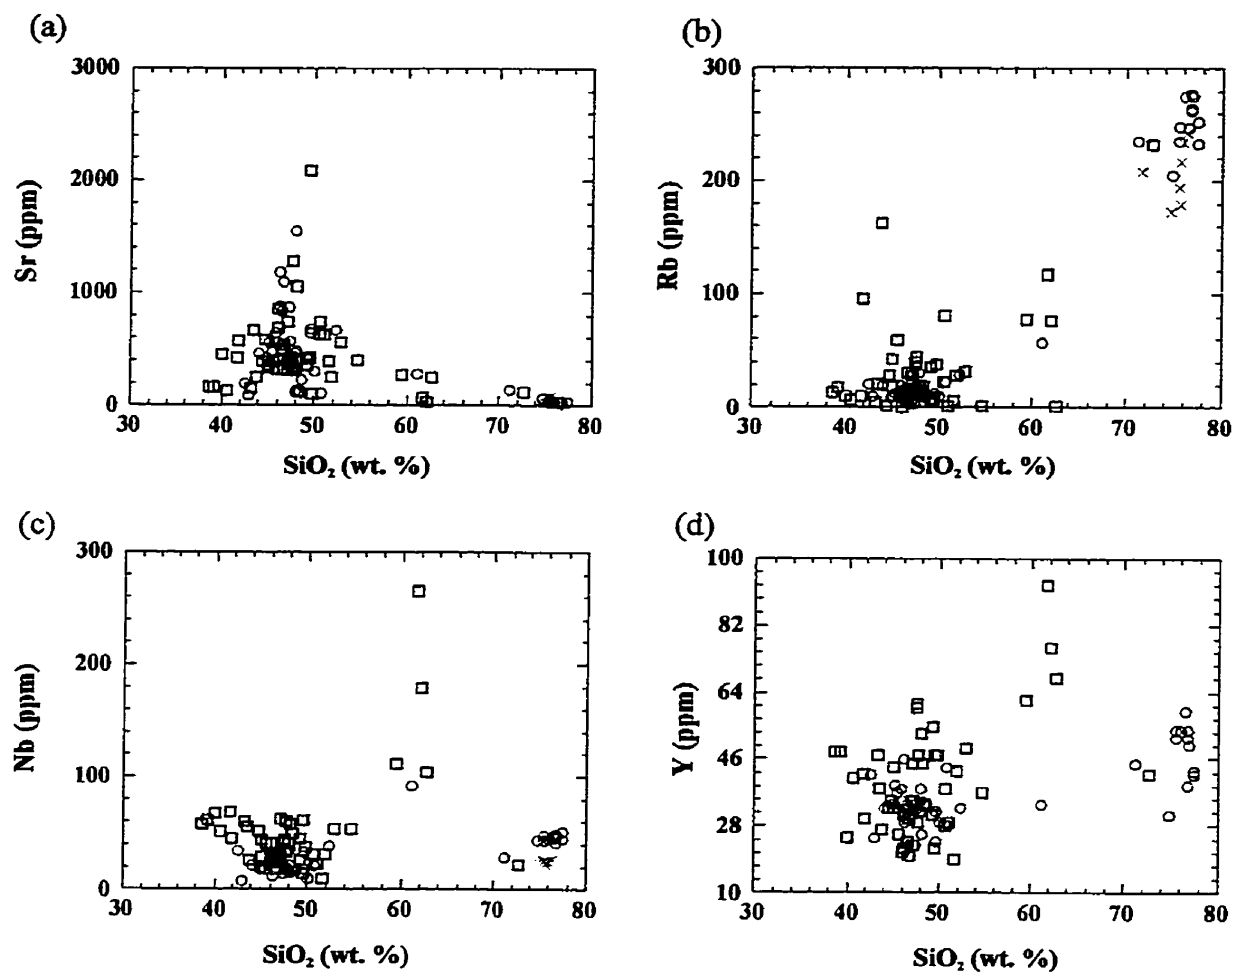 (a)
3000
2000
1000
0
30 40 50 60 70 80
Sr (ppm)
SiO₂ (wt. %)
(b)
300
200
100
0
30 40 50 60 70 80
Rb (ppm)
SiO₂ (wt. %)
(c)
300
200
100
0
30 40 50 60 70 80
Nb (ppm)
SiO₂ (wt. %)
(d)
100
82
64
46
28
10
30 40 50 60 70 80
Y (ppm)
SiO₂ (wt. %)